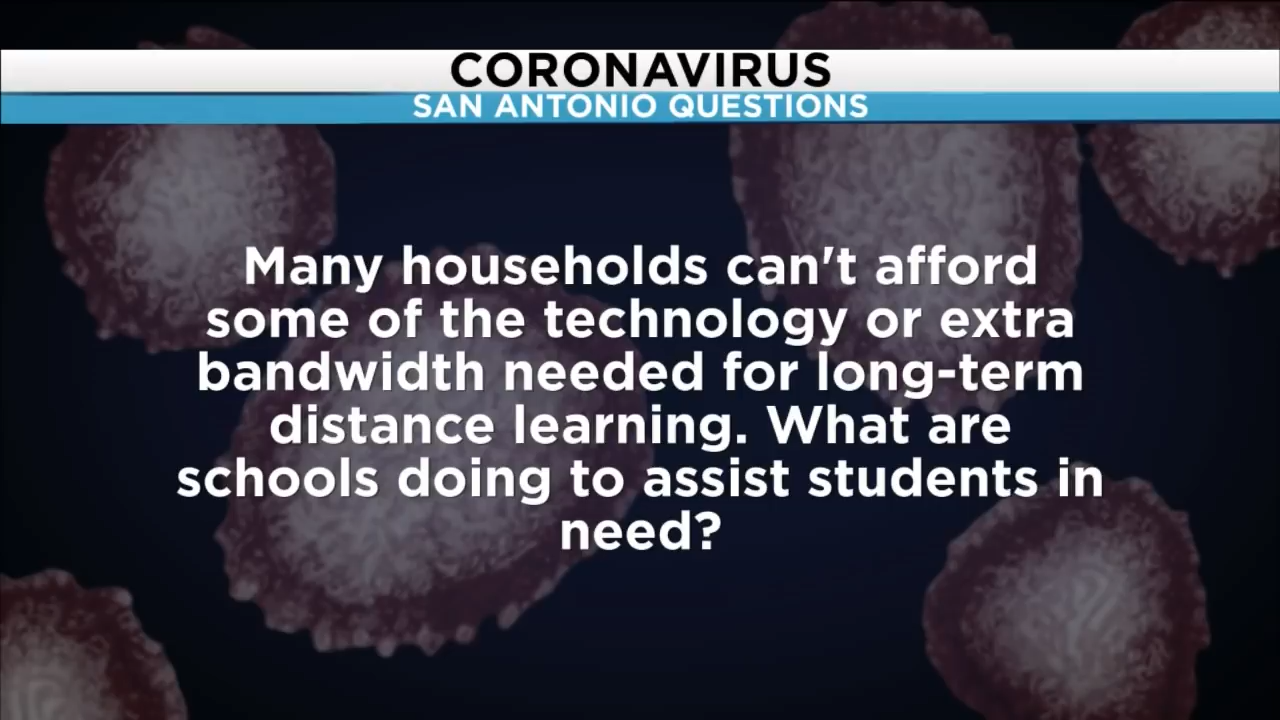 CORONAVIRUS
SAN ANTONIO QUESTIONS
Many households can't afford
some of the technology or extra
bandwidth needed for long-term
distance learning. What are
schools doing to assist students in
need?